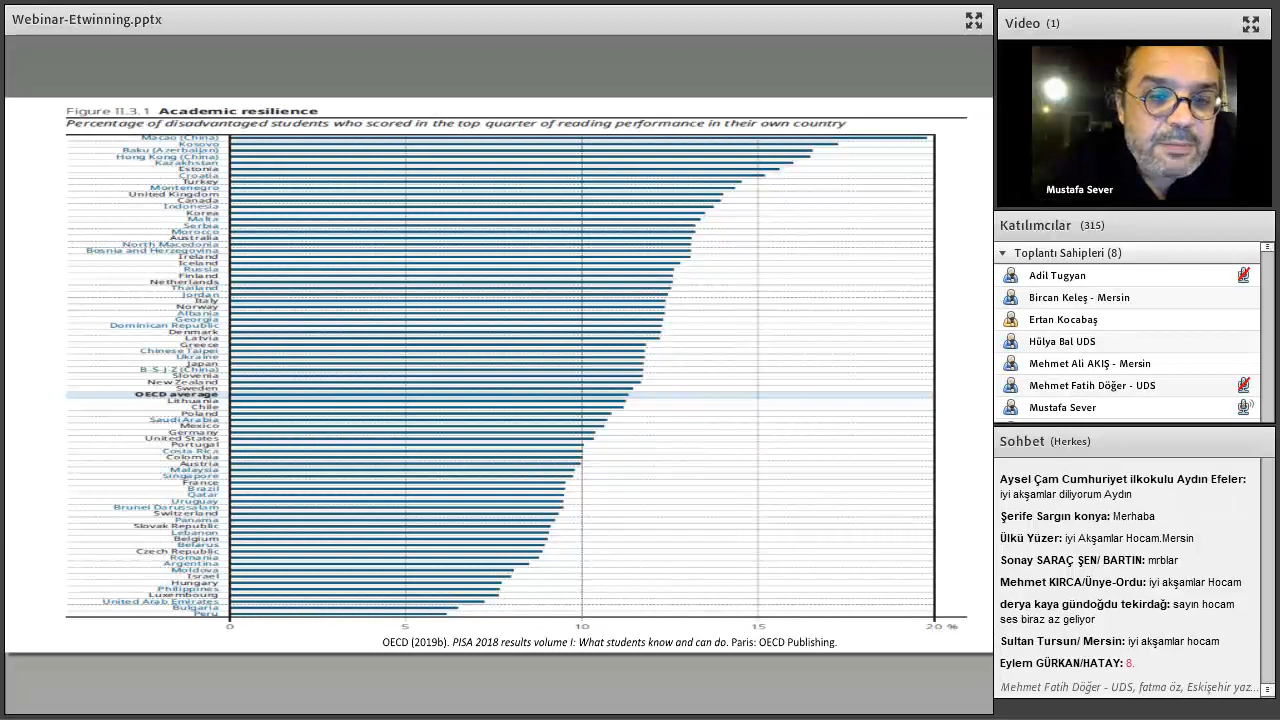 Webinar-Etwinning.pptx
Figure II.3.1 Academic resilience
Percentage of disadvantaged students who scored in the top quarter of reading performance in their own country
Macao (China)
Kosovo
Baku (Azerbaijan)
Hong Kong (China)
Kazakhstan
Estonia
Croatia
Turkey
Montenegro
United Kingdom
Canada
Indonesia
Korea
Malta
Serbia
Morocco
Australia
North Macedonia
Bosnia and Herzegovina
Ireland
Iceland
Russia
Finland
Netherlands
Thailand
Jordan
Italy
Norway
Albania
Georgia
Dominican Republic
Denmark
Latvia
Greece
Chinese Taipei
Ukraine
Japan
B-S-J-Z (China)
Slovenia
New Zealand
Sweden
OECD average
Lithuania
Chile
Poland
Saudi Arabia
Mexico
Germany
United States
Portugal
Costa Rica
Colombia
Austria
Malaysia
Singapore
France
Brazil
Qatar
Uruguay
Brunei Darussalam
Switzerland
Panama
Slovak Republic
Lebanon
Belgium
Belarus
Czech Republic
Romania
Argentina
Moldova
Israel
Hungary
Philippines
Luxembourg
United Arab Emirates
Bulgaria
Peru
0 5 10 15 20 %
OECD (2019b). PISA 2018 results volume I: What students know and can do. Paris: OECD Publishing.
Video (1)
Mustafa Sever
Katılımcılar (315)
Toplantı Sahipleri (8)
Adil Tugyan
Bircan Keleş - Mersin
Erfan Kocabaş
Hülya Bal UDS
Mehmet Ali AKIŞ - Mersin
Mehmet Fatih Döğer - UDS
Mustafa Sever
Sohbet (Herkes)
Aysel Çam Cumhuriyet ilkokulu Aydın Efeler:
iyi akşamlar diliyorum Aydın
Şerife Sargın konya: Merhaba
Ülkü Yüzer: İyi Akşamlar Hocam.Mersin
Sonay SARAÇ ŞEN/ BARTIN: mrblar
Mehmet KIRCA/Ünye-Ordu: iyi akşamlar Hocam
derya kaya gündoğdu tekirdağ: sayın hocam
ses biraz az geliyor
Sultan Tursun/ Mersin: iyi akşamlar hocam
Eylem GÜRKAN/HATAY: 8.
Mehmet Fatih Döğer - UDS, fatma öz, Eskişehir yaz...